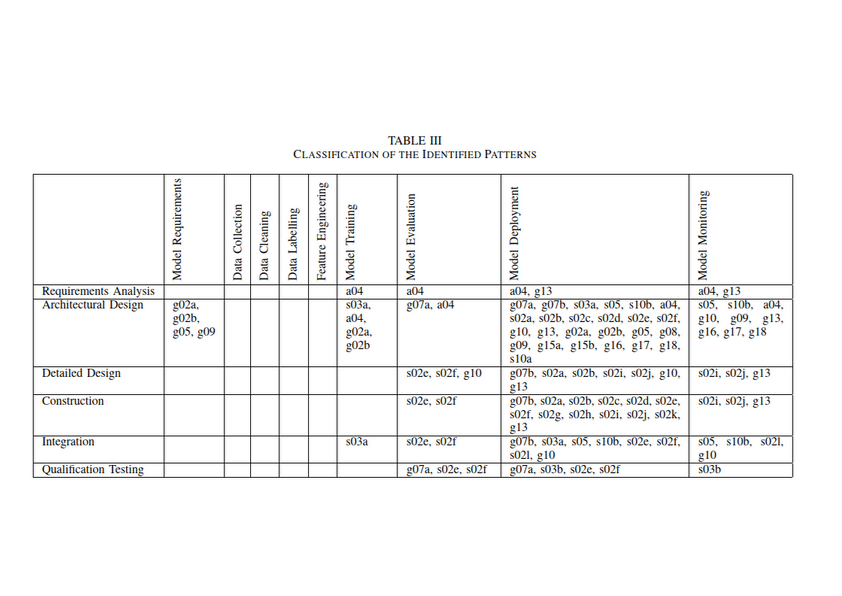 TABLE III
CLASSIFICATION OF THE IDENTIFIED PATTERNS
Model Requirements
Data Collection
Data Cleaning
Data Labelling
Feature Engineering
Model Training
Model Evaluation
Model Deployment
Model Monitoring
Requirements Analysis a04 a04 a04, g13 a04, g13
Architectural Design g02a, s03a, g07a, a04 g07a, g07b, s03a, s05, s10b, a04, s05, s10b, a04,
g02b, a04, s02a, s02b, s02c, s02d, s02e, s02f, g10, g09, g13,
g05, g09 g02a, g10, g13, g02a, g02b, g05, g08, g16, g17, g18
g02b g09, g15a, g15b, g16, g17, g18,
s10a
Detailed Design s02e, s02f, g10 g07b, s02a, s02b, s02i, s02j, g10, s02i, s02j, g13
g13
Construction s02e, s02f g07b, s02a, s02b, s02c, s02d, s02e, s02i, s02j, g13
s02f, s02g, s02h, s02i, s02j, s02k,
g13
Integration s03a s02e, s02f g07b, s03a, s05, s10b, s02e, s02f, s05, s10b, s02l,
s02l, g10 g10
Qualification Testing g07a, s02e, s02f g07a, s03b, s02e, s02f s03b